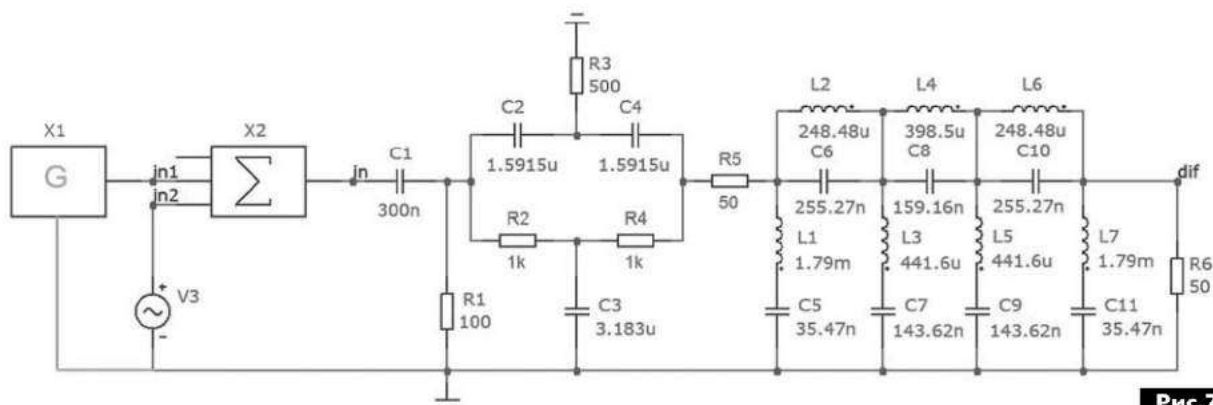 R3
500
L2
L4
L6
C2
C4
X1
X2
248.48u
398.5u
248.48u
C1
C6
C8
C10
G
in1
Σ
in
1.5915u
1.5915u
R5
dif
in2
300n
50
255.27n
159.16n
255.27n
R2
R4
L1
L3
L5
L7
1k
1k
1.79m
441.6u
441.6u
1.79m
R6
50
+
V3
-
R1
100
C3
3.183u
C5
C7
C9
C11
35.47n
143.62n
143.62n
35.47n